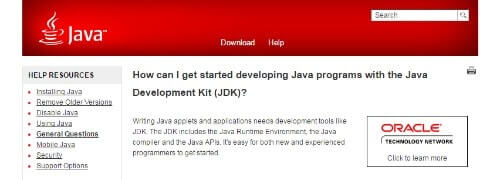 Java™
Search
Download Help
HELP RESOURCES
Installing Java
Remove Older Versions
Disable Java
Using Java
General Questions
Mobile Java
Security
Support Options
How can I get started developing Java programs with the Java
Development Kit (JDK)?
Writing Java applets and applications needs development tools like
JDK. The JDK includes the Java Runtime Environment, the Java
compiler and the Java APIs. It's easy for both new and experienced
programmers to get started.
ORACLE
TECHNOLOGY NETWORK
Click to learn more